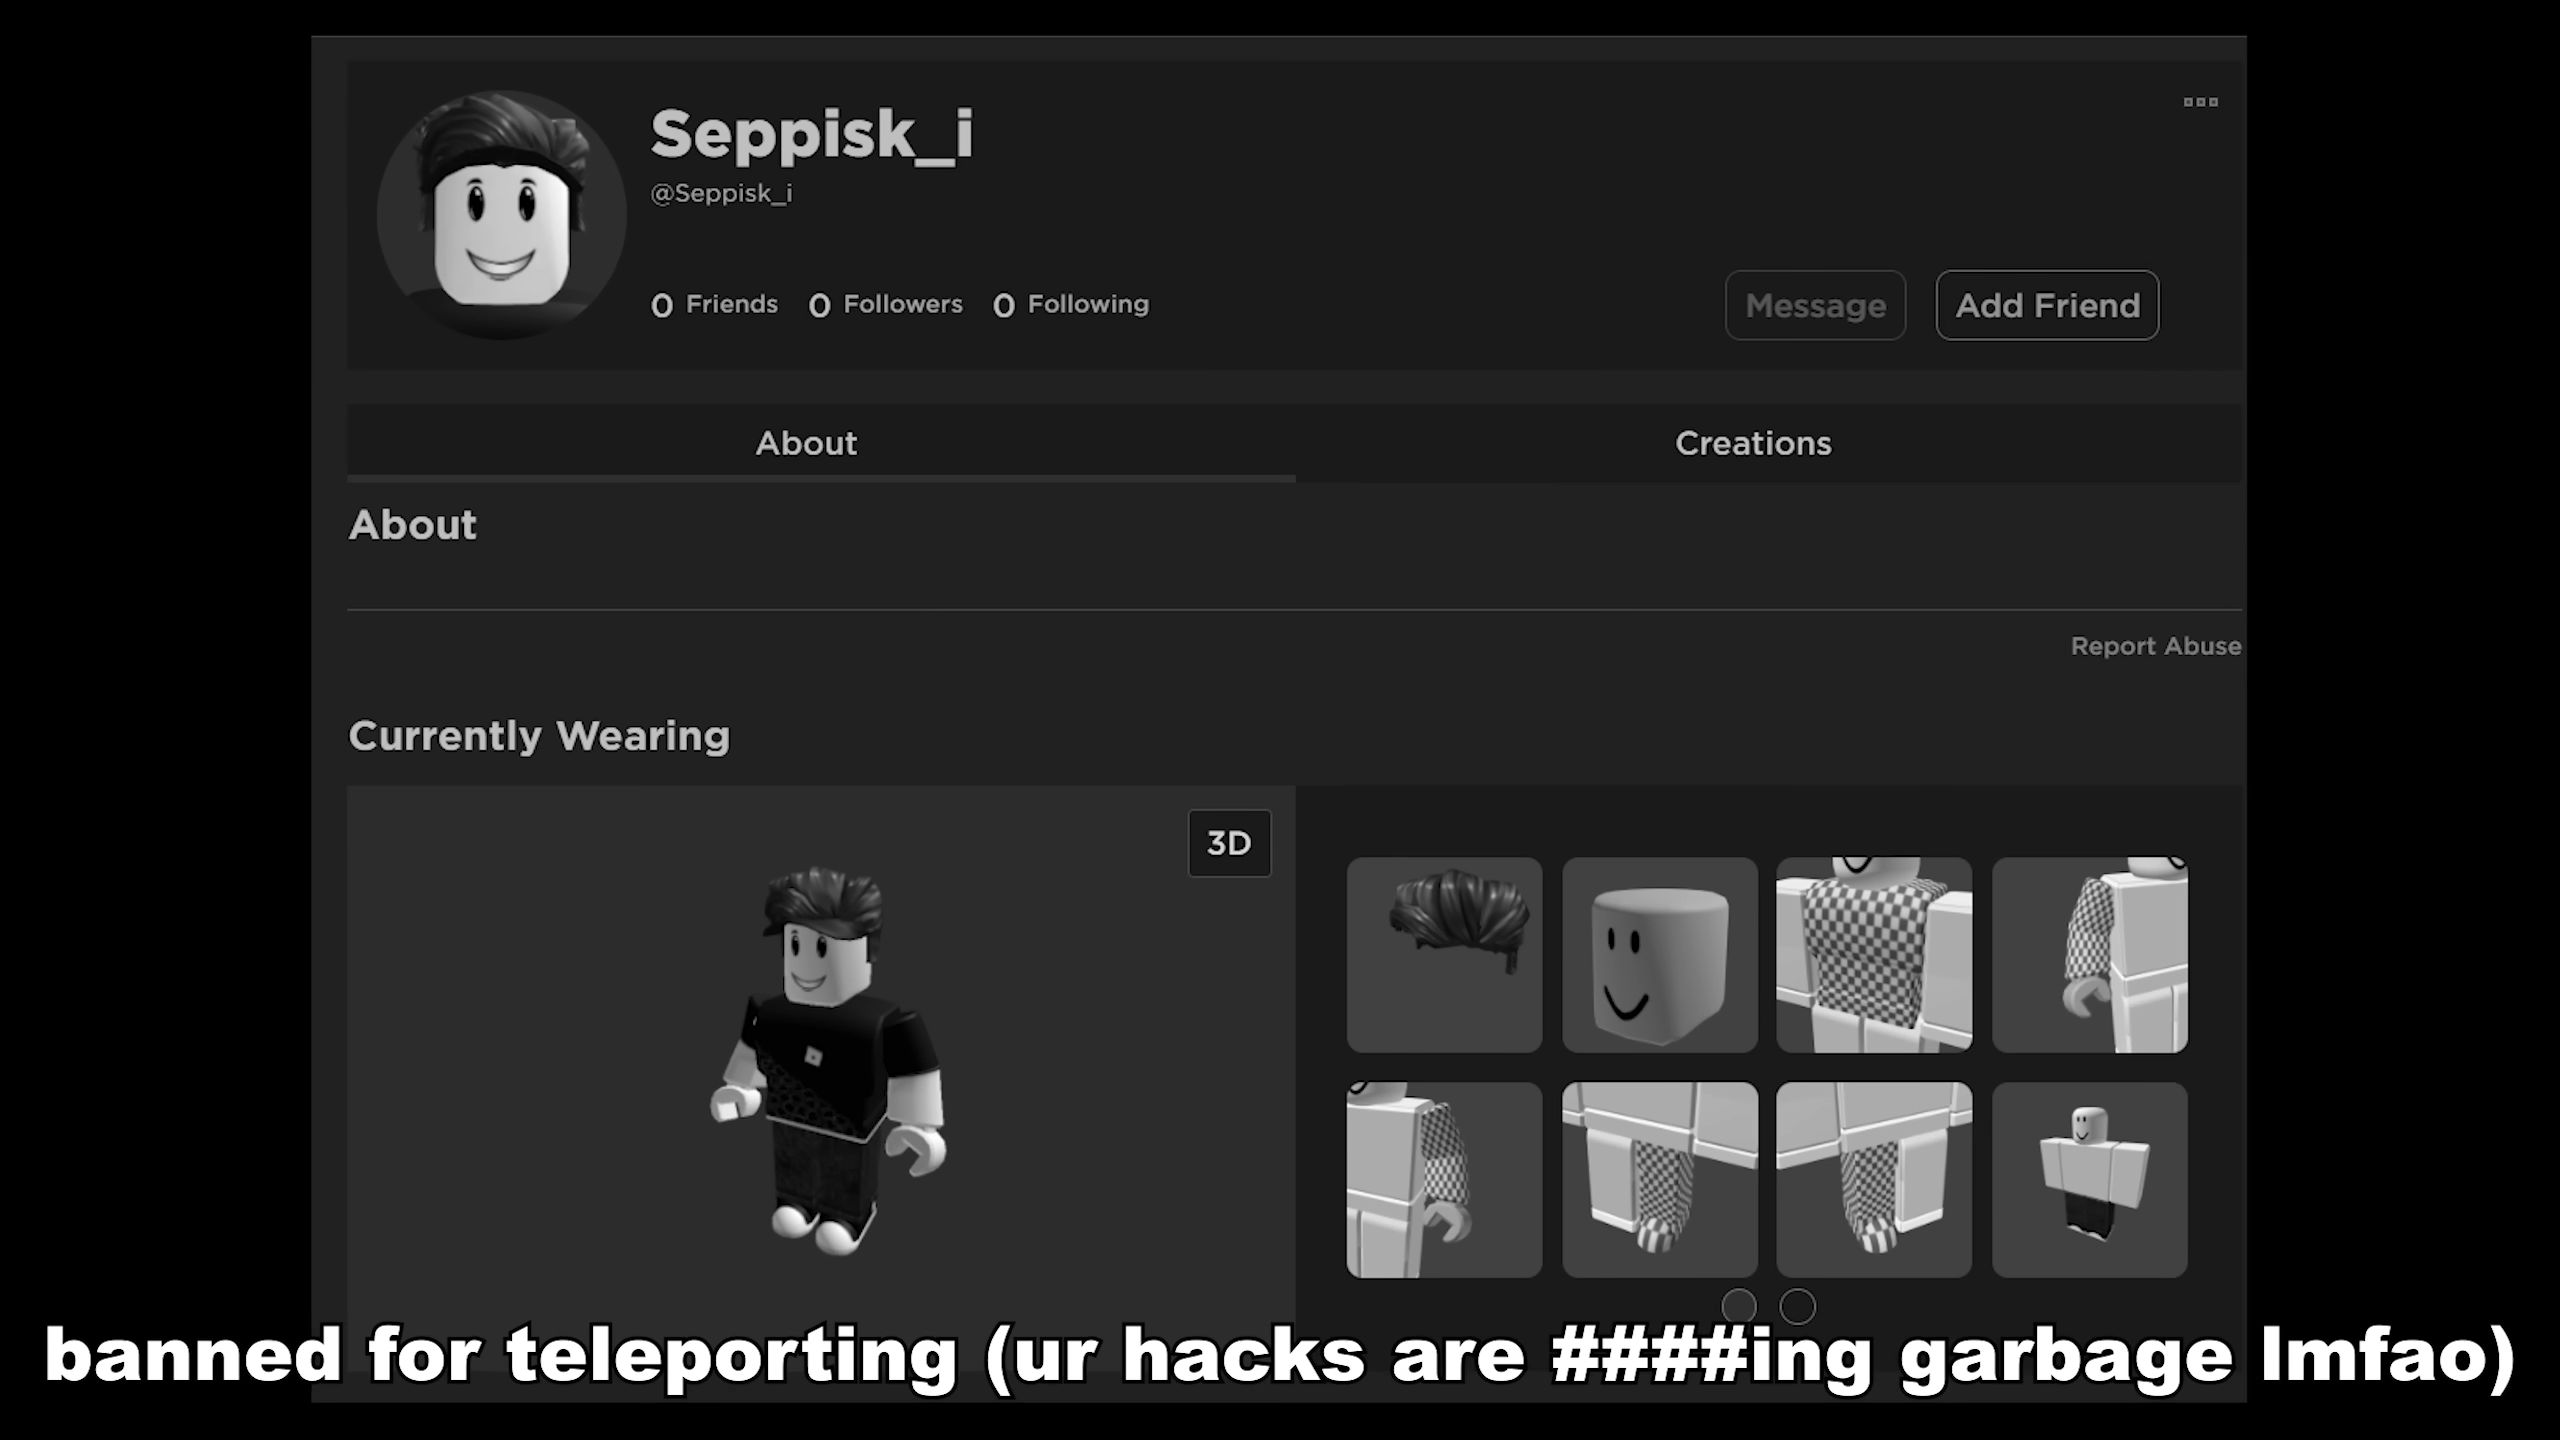 Seppisk_i
@Seppisk_i
0 Friends 0 Followers 0 Following
Message Add Friend
About Creations
About
Report Abuse
Currently Wearing
3D
banned for teleporting (ur hacks are ####ing garbage lmfao)